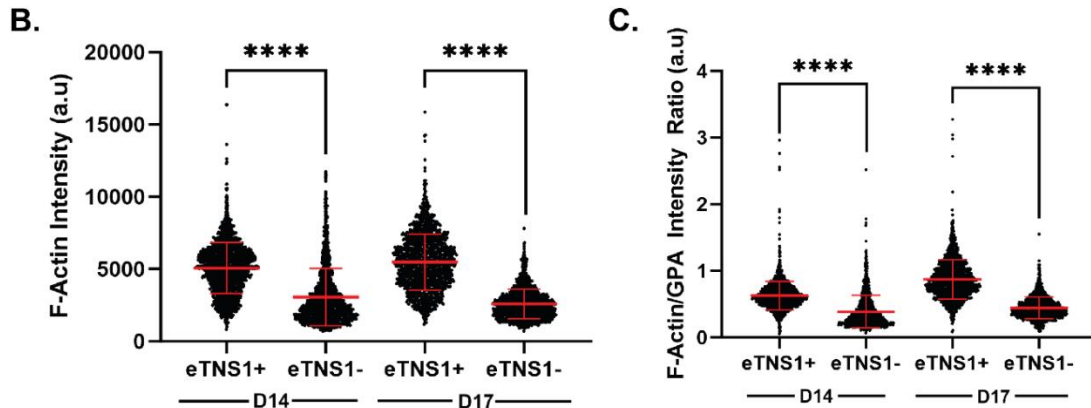 B.
F-Actin Intensity (a.u)
20000
15000
10000
5000
0
**** ****
eTNS1+ eTNS1- eTNS1+ eTNS1-
D14 D17
C.
F-Actin/GPA Intensity Ratio (a.u)
4
3
2
1
0
**** ****
eTNS1+ eTNS1- eTNS1+ eTNS1-
D14 D17